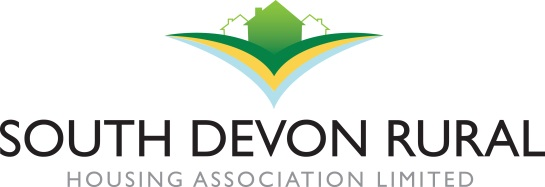 SOUTH DEVON RURAL
HOUSING ASSOCIATION LIMITED